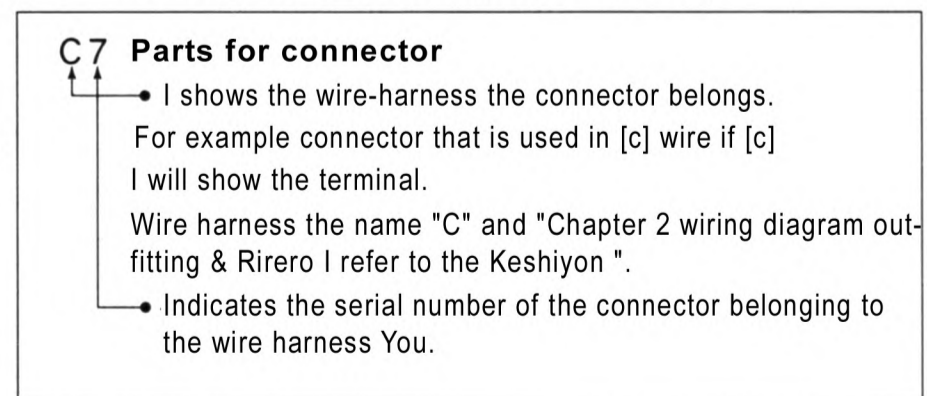 C7 Parts for connector
I shows the wire-harness the connector belongs.
For example connector that is used in [c] wire if [c]
I will show the terminal.
Wire harness the name "C" and "Chapter 2 wiring diagram out-
fitting & Rirero I refer to the Keshiyon ".
Indicates the serial number of the connector belonging to
the wire harness You.